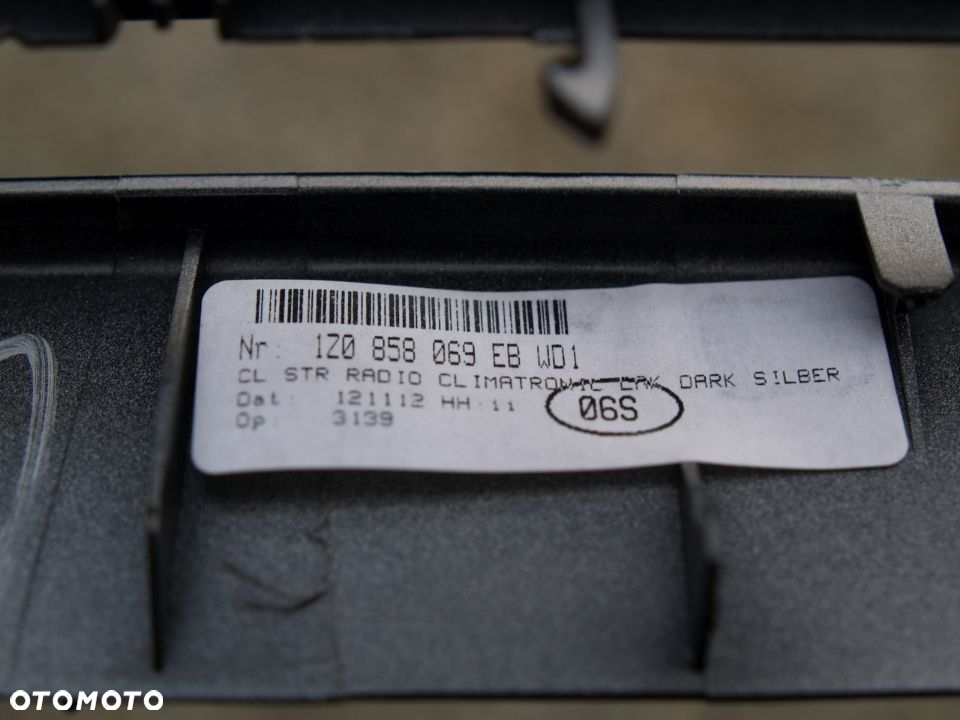 Nr: 1Z0 858 069 EB WD1
CL STR RADIO CLIMATRONIC LAK DARK SILBER
Dat: 121112 HH:11
06S
Op: 3139
OTOMOTO